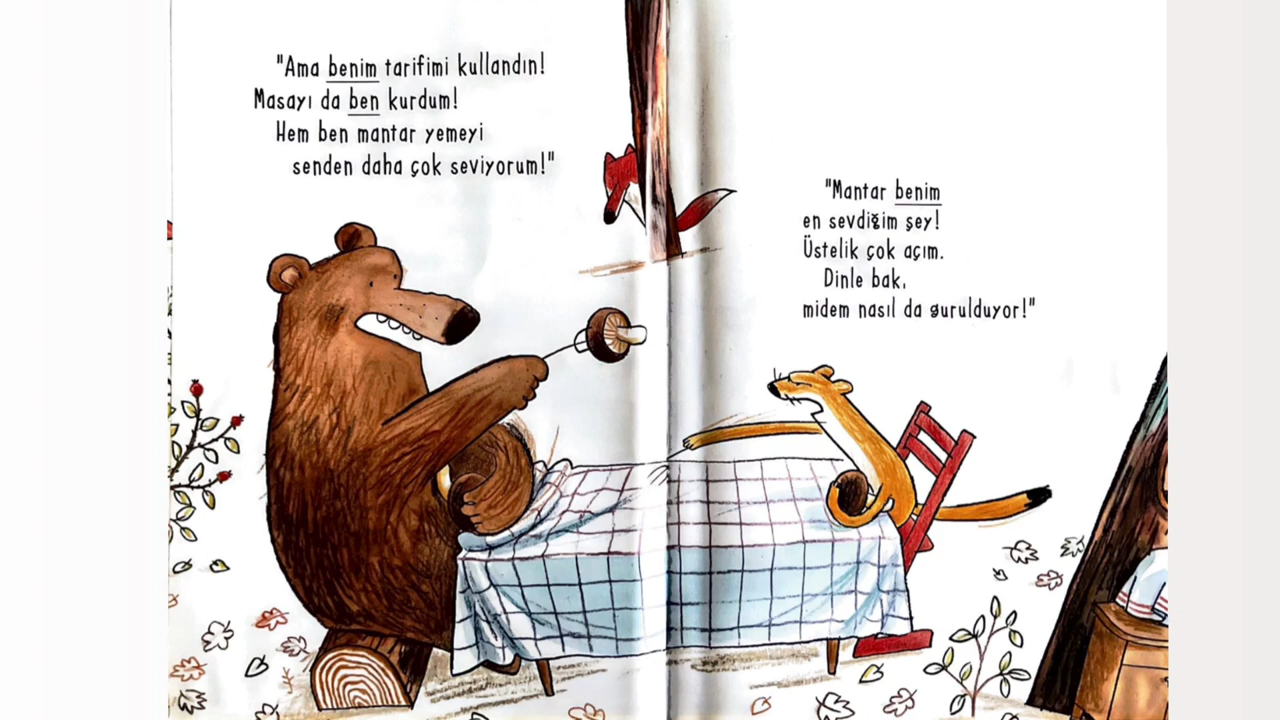 "Ama benim tarifimi kullandın!
Masayı da ben kurdum!
Hem ben mantar yemeyi
senden daha çok seviyorum!"
"Mantar benim
en sevdiğim şey!
Üstelik çok açım.
Dinle bak,
midem nasıl da gurulduyor!"